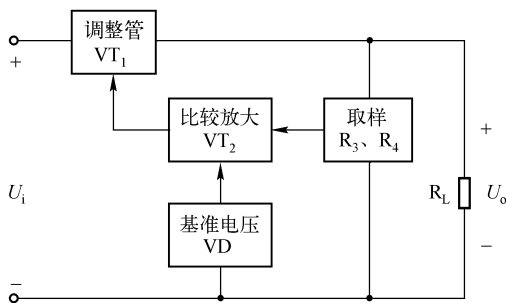 调整管
VT₁
+
比较放大
VT₂
取样
R₃、R₄
+
Uᵢ
R_L
Uₒ
基准电压
VD
−
−